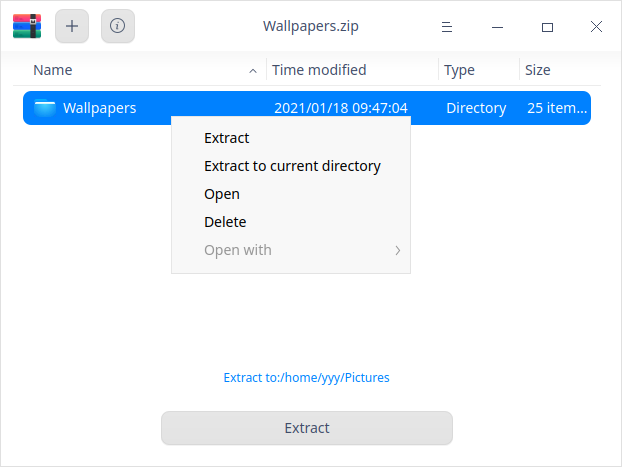 Wallpapers.zip
Name Time modified Type Size
Wallpapers 2021/01/18 09:47:04 Directory 25 item...
Extract
Extract to current directory
Open
Delete
Open with
Extract to:/home/yyy/Pictures
Extract